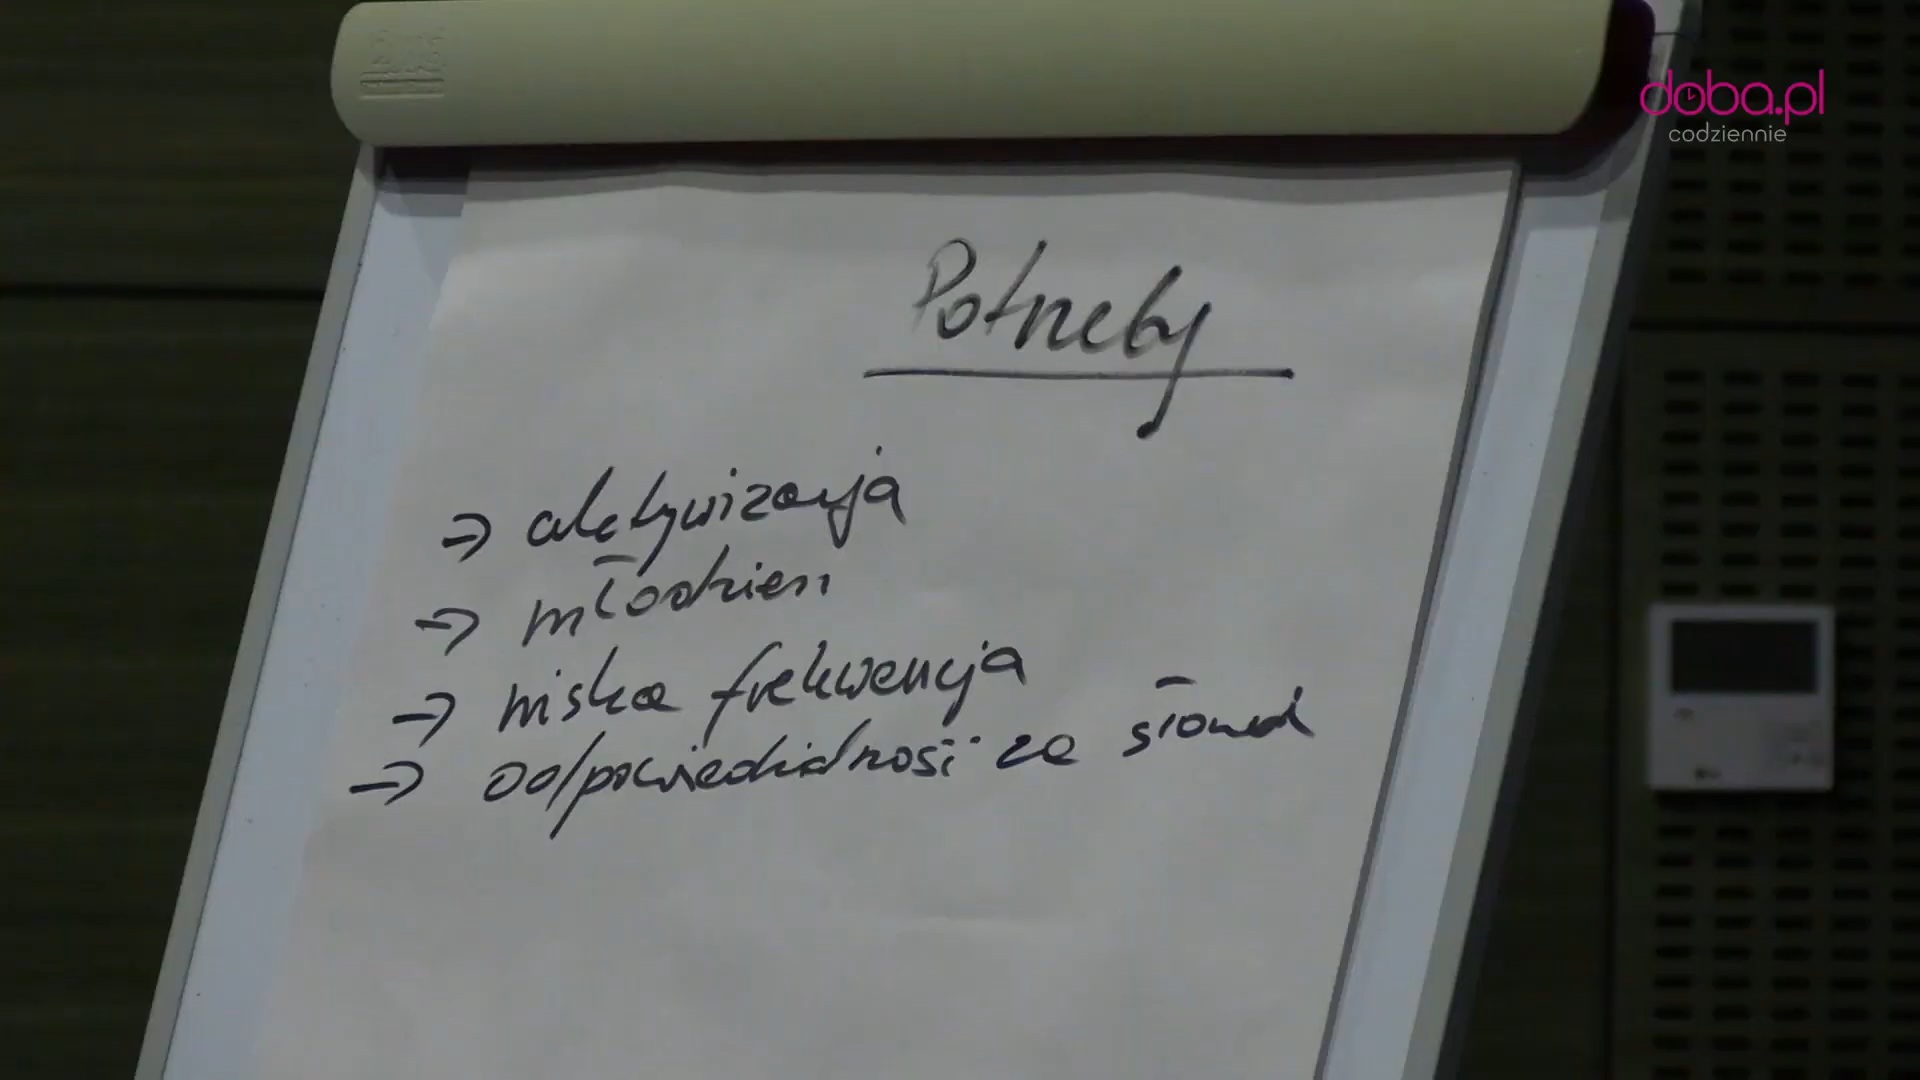 doba.pl
codziennie
Potrzeby
→ aktywizacja
→ młodzież
→ niska frekwencja
→ odpowiedzialność za słowa